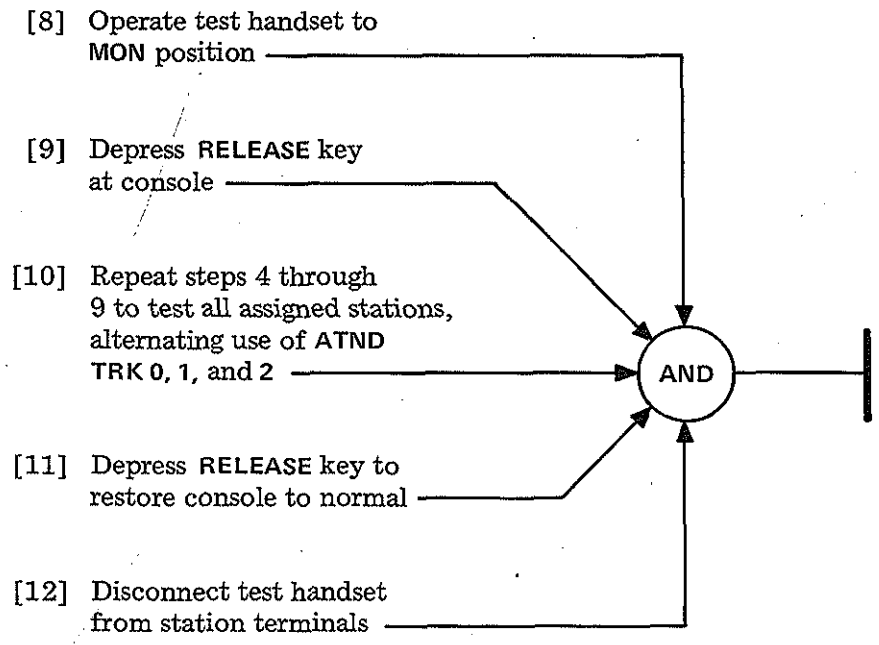 [8] Operate test handset to
MON position
[9] Depress RELEASE key
at console
[10] Repeat steps 4 through
9 to test all assigned stations,
alternating use of ATND
TRK 0, 1, and 2
AND
[11] Depress RELEASE key to
restore console to normal
[12] Disconnect test handset
from station terminals